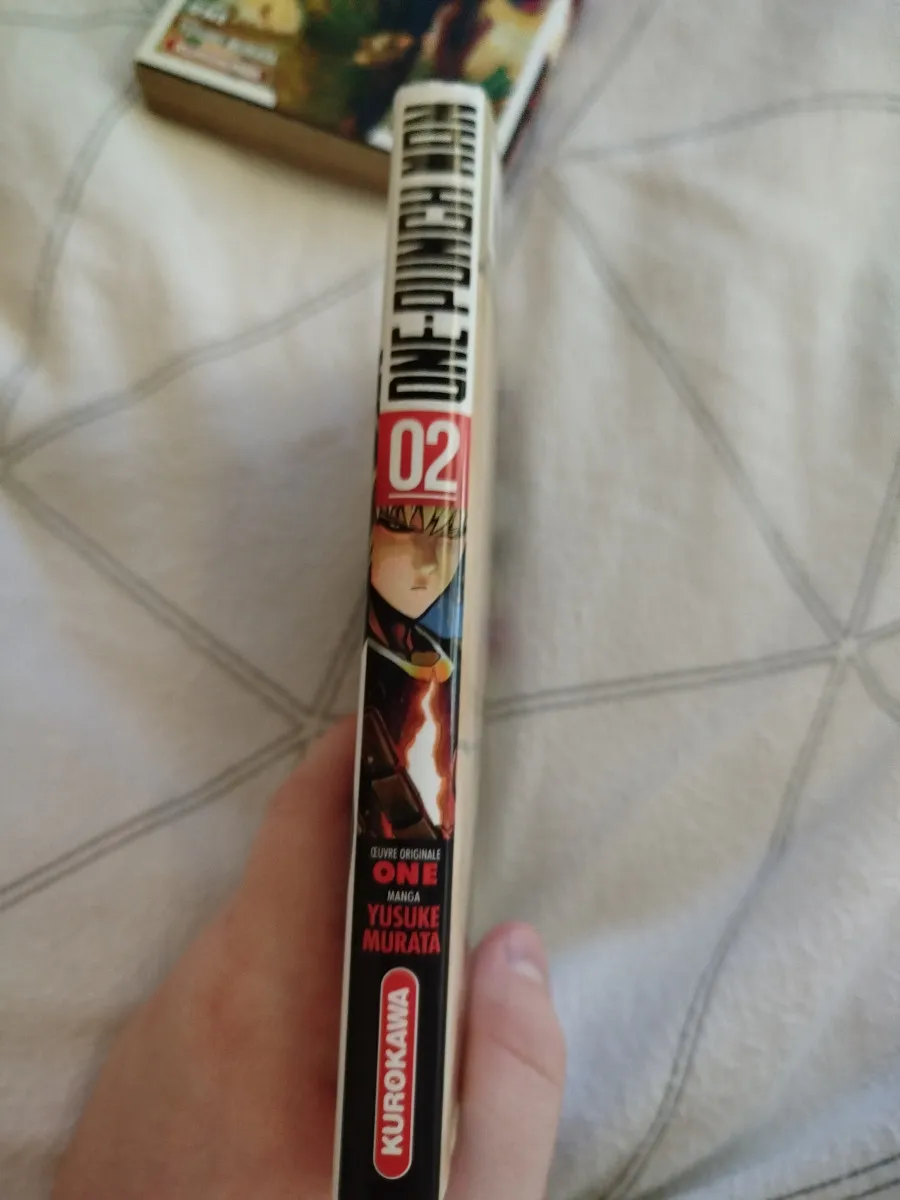 ONE-PUNCH MAN
02
ŒUVRE ORIGINALE
ONE
MANGA
YUSUKE
MURATA
KUROKAWA